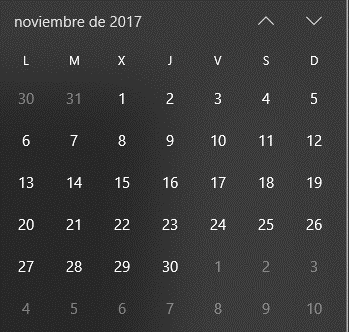 noviembre de 2017
L M X J V S D
30 31 1 2 3 4 5
6 7 8 9 10 11 12
13 14 15 16 17 18 19
20 21 22 23 24 25 26
27 28 29 30 1 2 3
4 5 6 7 8 9 10